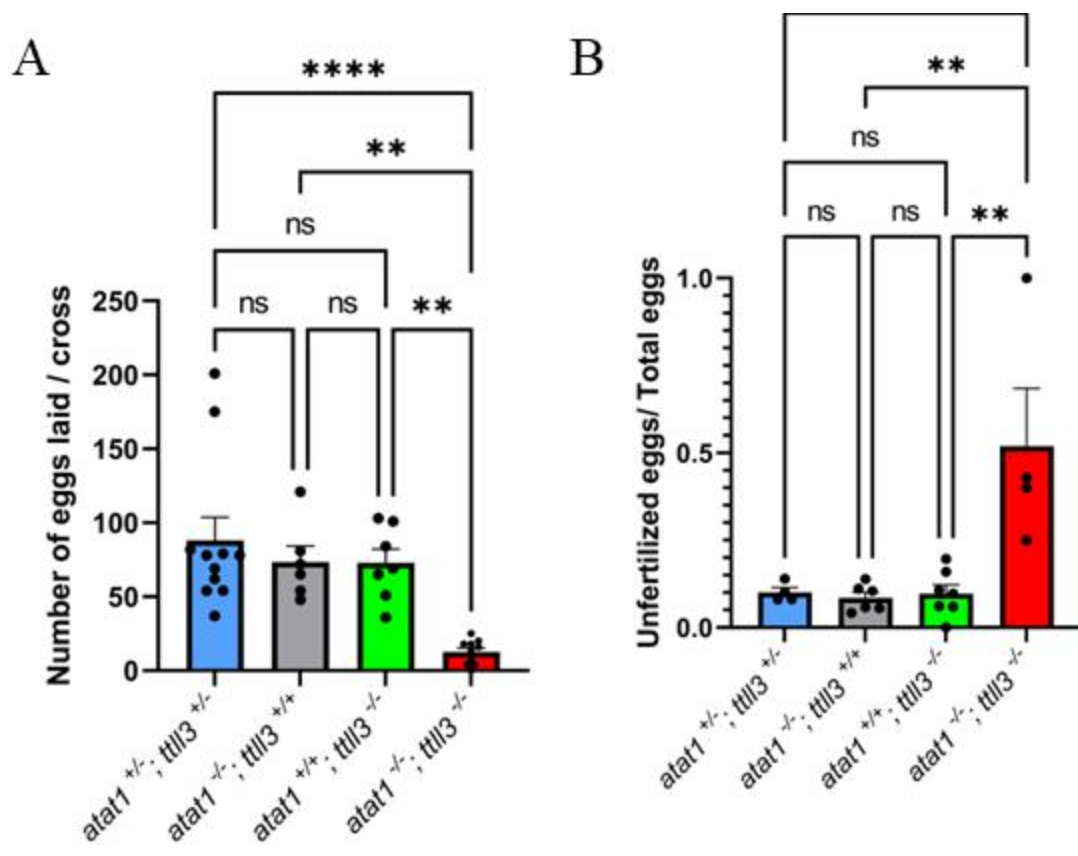 A
****
**
ns
ns ns **
Number of eggs laid / cross
250
200
150
100
50
0
atat1 +/-; ttll3 +/-
atat1 -/-; ttll3 +/+
atat1 +/+; ttll3 -/-
atat1 -/-; ttll3 -/-
B
**
ns
ns ns **
Unfertilized eggs/ Total eggs
1.0
0.5
0.0
atat1 +/-; ttll3 +/-
atat1 -/-; ttll3 +/+
atat1 +/+; ttll3 -/-
atat1 -/-; ttll3 -/-